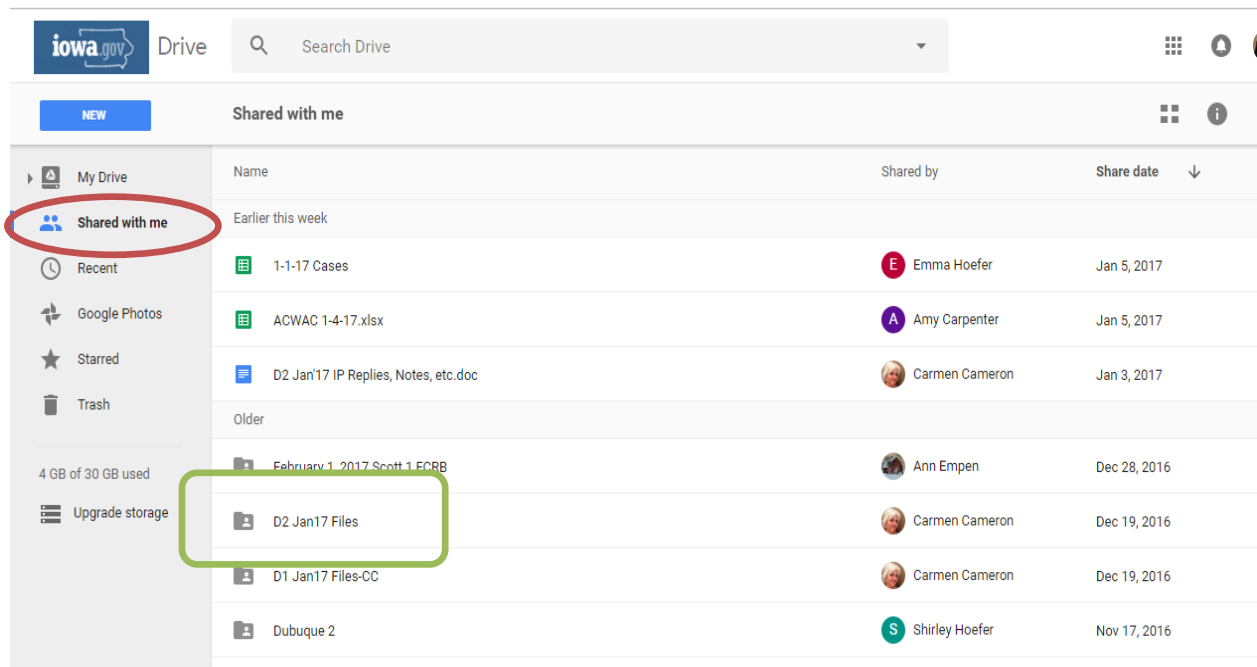 iowa.gov Drive Search Drive
NEW Shared with me
My Drive Name Shared by Share date
Shared with me Earlier this week
Recent 1-1-17 Cases E Emma Hoefer Jan 5, 2017
Google Photos ACWAC 1-4-17.xlsx A Amy Carpenter Jan 5, 2017
Starred D2 Jan'17 IP Replies, Notes, etc.doc Carmen Cameron Jan 3, 2017
Trash Older
4 GB of 30 GB used February 1, 2017 Scott 1 FCRB Ann Empen Dec 28, 2016
Upgrade storage D2 Jan17 Files Carmen Cameron Dec 19, 2016
D1 Jan17 Files-CC Carmen Cameron Dec 19, 2016
Dubuque 2 S Shirley Hoefer Nov 17, 2016